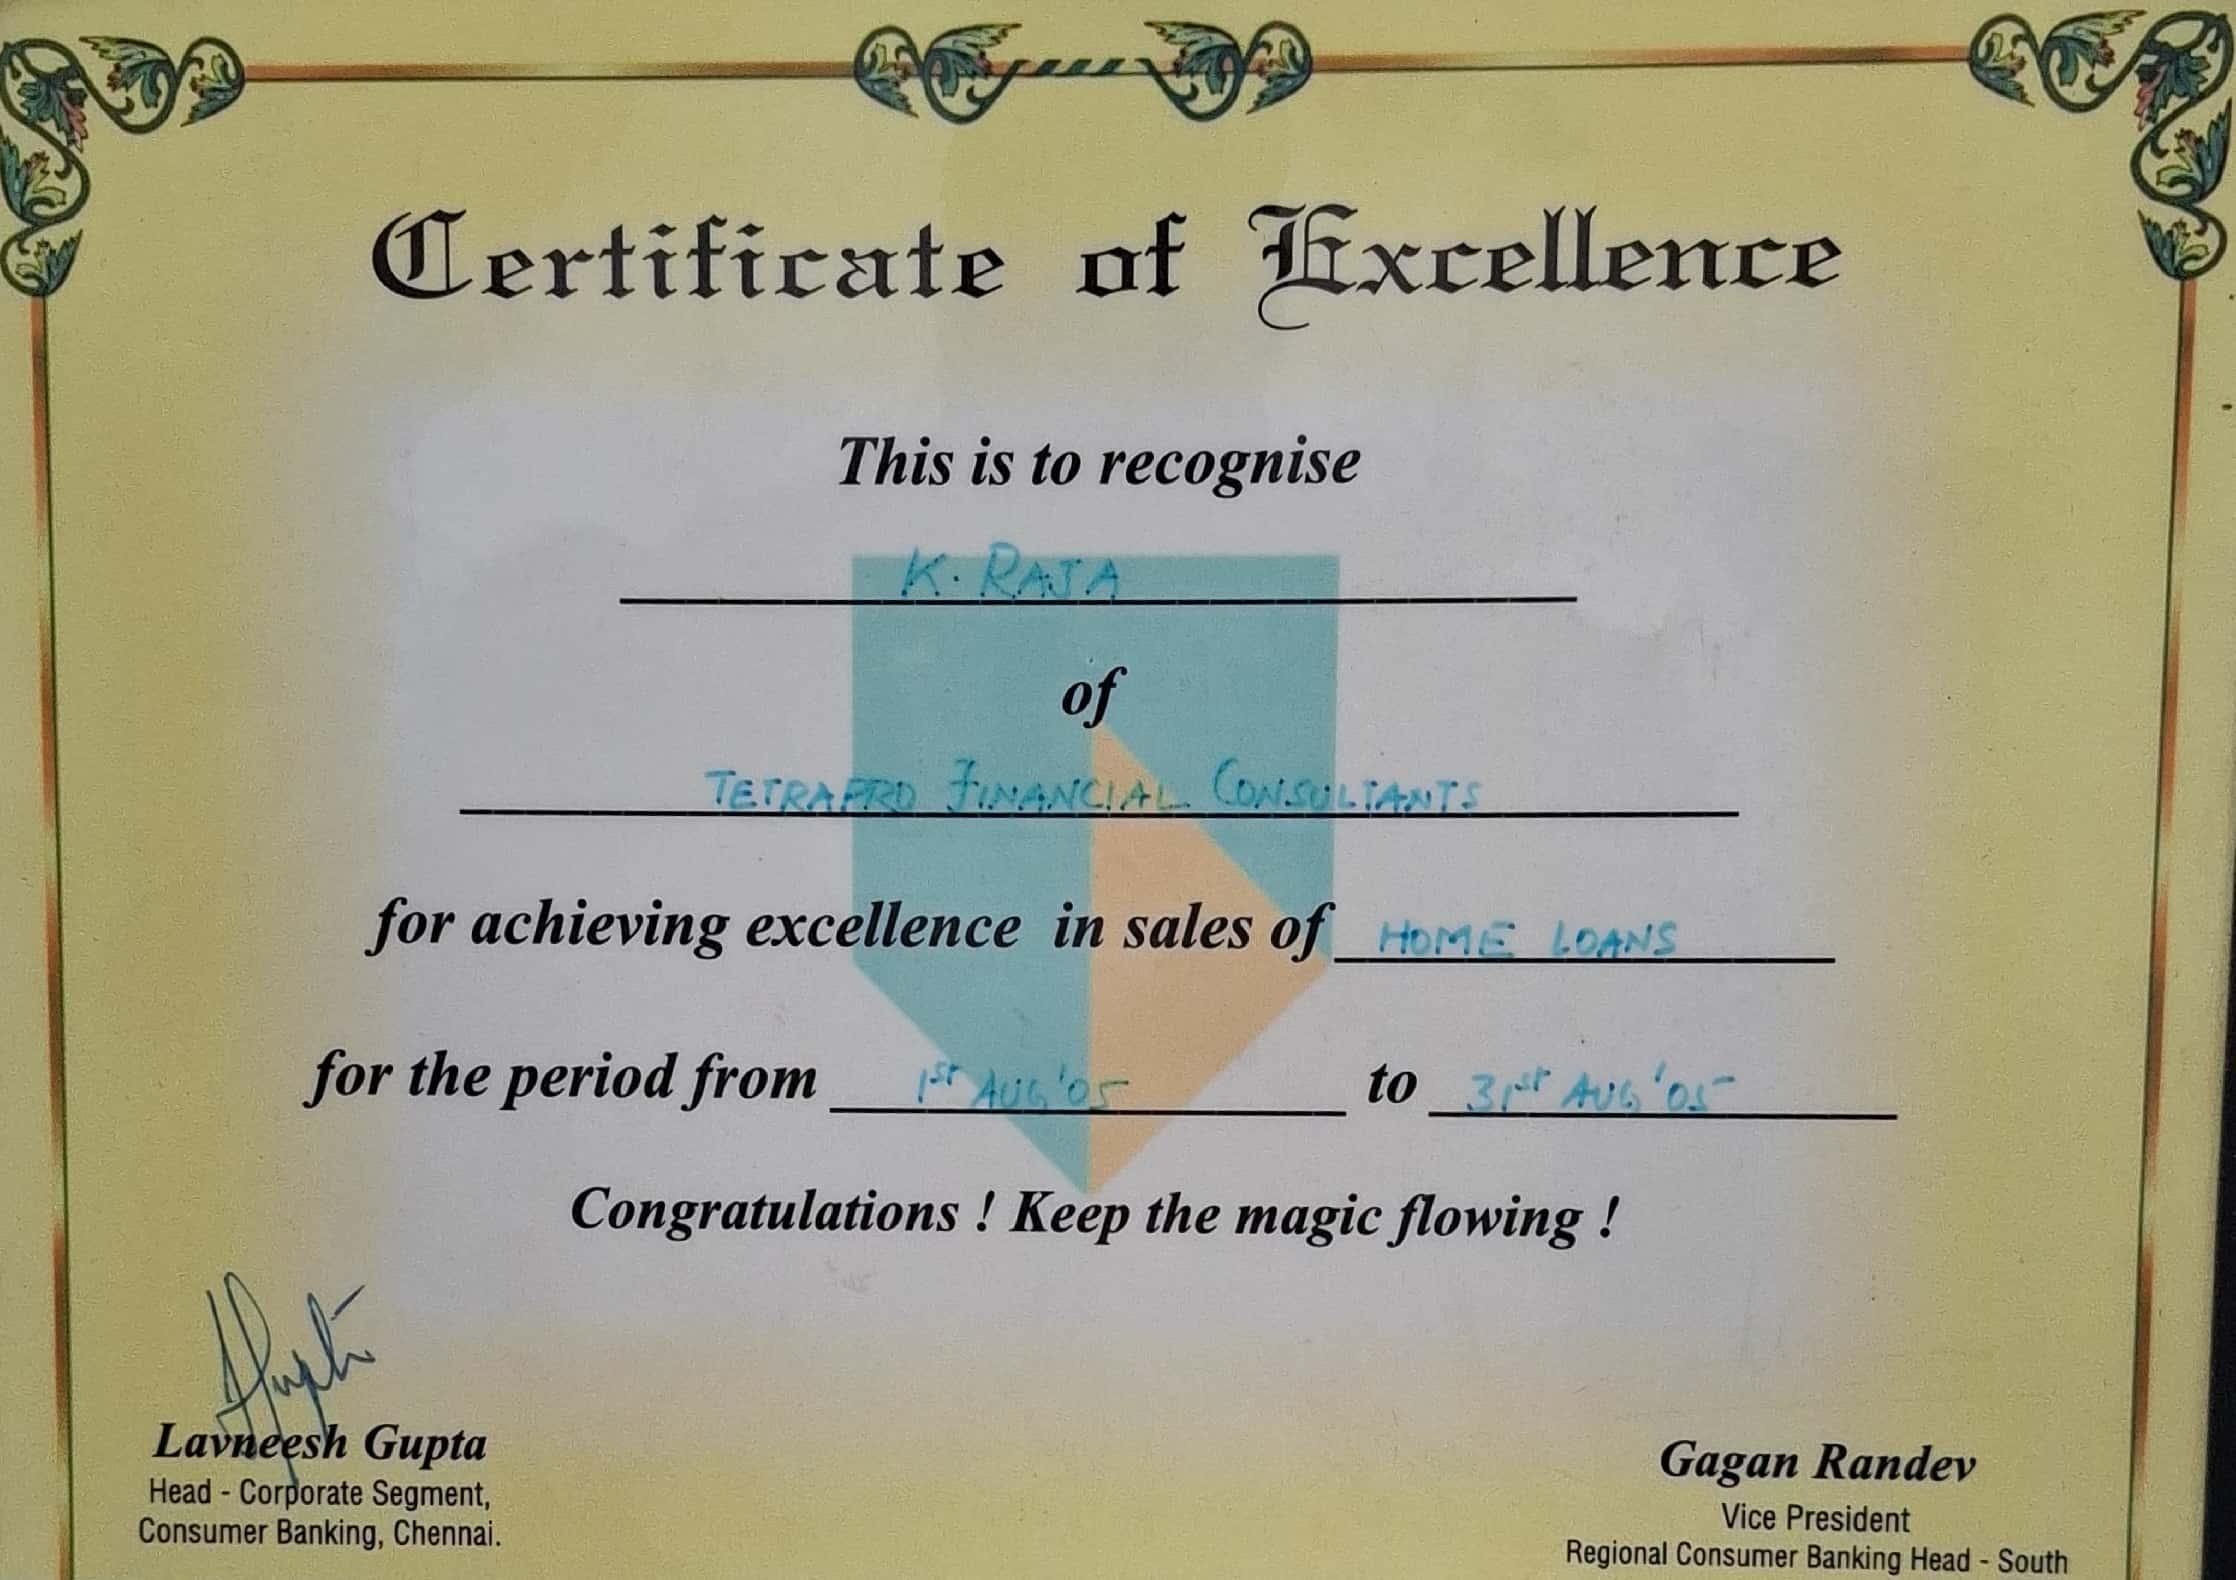 Certificate of Excellence
This is to recognise
K. RAJA
of
TETRAPRO FINANCIAL CONSULTANTS
for achieving excellence in sales of HOME LOANS
for the period from 1st AUG '05 to 31st AUG '05
Congratulations ! Keep the magic flowing !
Lavneesh Gupta
Head - Corporate Segment,
Consumer Banking, Chennai.
Gagan Randev
Vice President
Regional Consumer Banking Head - South